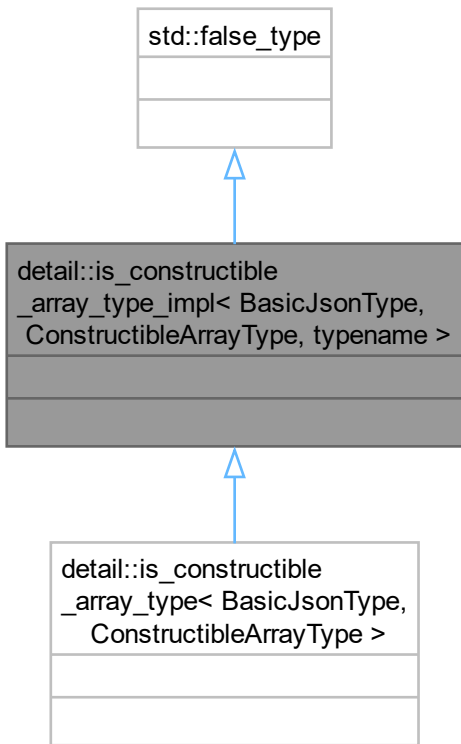 std::false_type
detail::is_constructible
_array_type_impl< BasicJsonType,
ConstructibleArrayType, typename >
detail::is_constructible
_array_type< BasicJsonType,
ConstructibleArrayType >